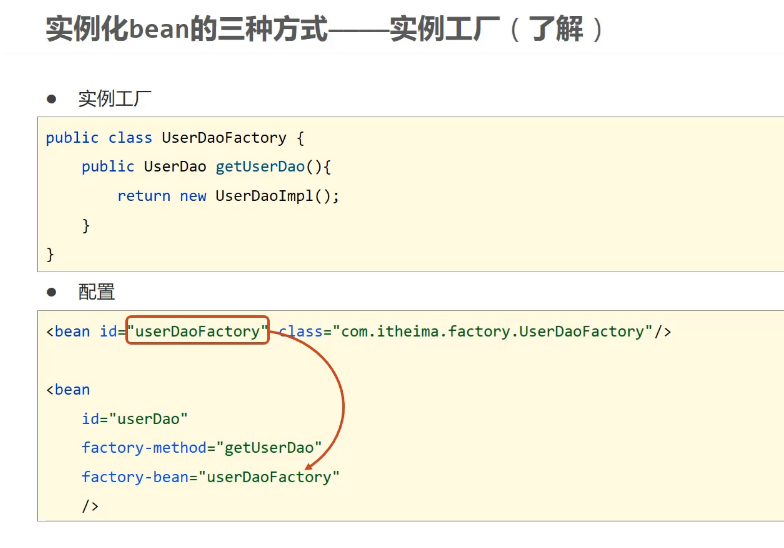 实例化bean的三种方式——实例工厂（了解）
● 实例工厂
public class UserDaoFactory {
    public UserDao getUserDao(){
        return new UserDaoImpl();
    }
}
● 配置
<bean id="userDaoFactory" class="com.itheima.factory.UserDaoFactory"/>
<bean
    id="userDao"
    factory-method="getUserDao"
    factory-bean="userDaoFactory"
    />